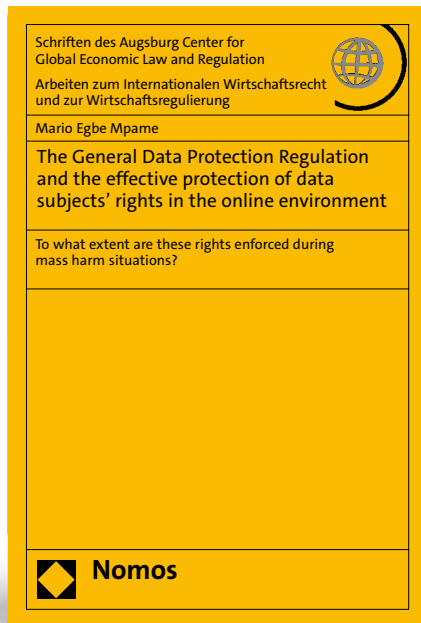 Schriften des Augsburg Center for
Global Economic Law and Regulation
Arbeiten zum Internationalen Wirtschaftsrecht
und zur Wirtschaftsregulierung
Mario Egbe Mpame
The General Data Protection Regulation
and the effective protection of data
subjects’ rights in the online environment
To what extent are these rights enforced during
mass harm situations?
Nomos